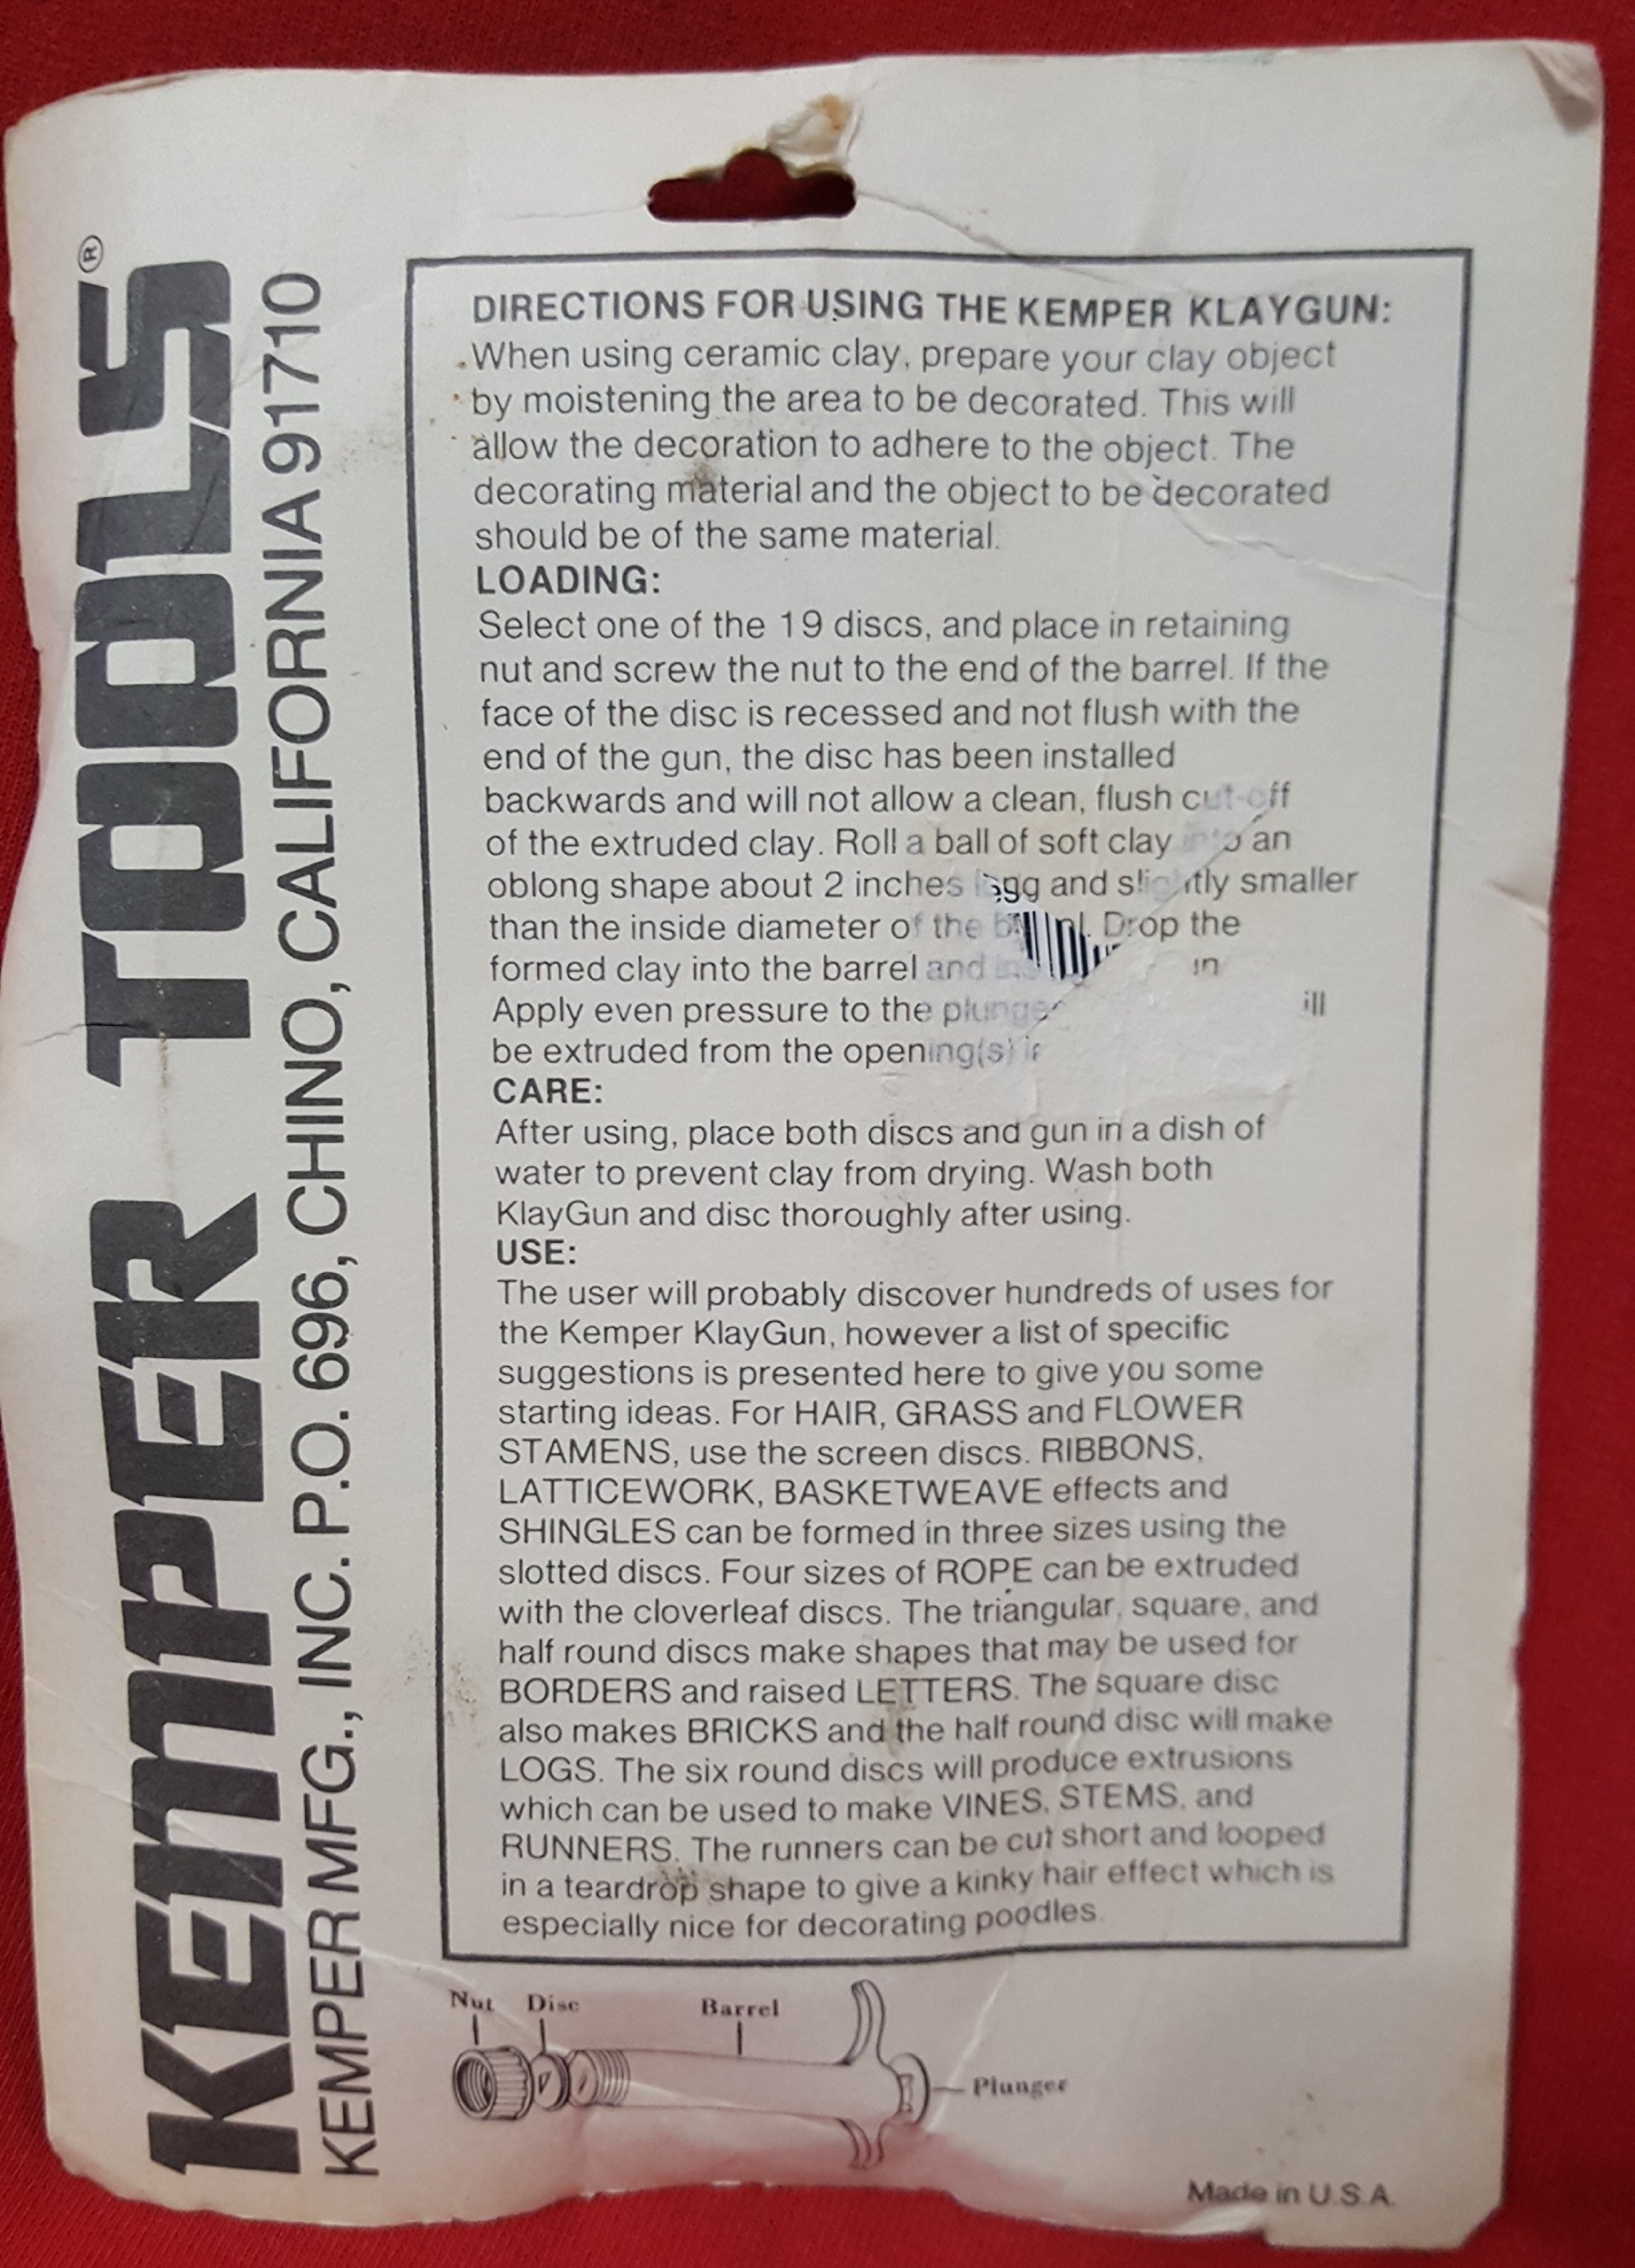 KEMPER TOOLS®
KEMPER MFG., INC. P.O. 696, CHINO, CALIFORNIA 91710
DIRECTIONS FOR USING THE KEMPER KLAYGUN:
When using ceramic clay, prepare your clay object
by moistening the area to be decorated. This will
allow the decoration to adhere to the object. The
decorating material and the object to be decorated
should be of the same material.
LOADING:
Select one of the 19 discs, and place in retaining
nut and screw the nut to the end of the barrel. If the
face of the disc is recessed and not flush with the
end of the gun, the disc has been installed
backwards and will not allow a clean, flush cut-off
of the extruded clay. Roll a ball of soft clay into an
oblong shape about 2 inches and slightly smaller
than the inside diameter of the Drop the
formed clay into the barrel and
Apply even pressure to the
be extruded from the opening(s)
CARE:
After using, place both discs and gun in a dish of
water to prevent clay from drying. Wash both
KlayGun and disc thoroughly after using.
USE:
The user will probably discover hundreds of uses for
the Kemper KlayGun, however a list of specific
suggestions is presented here to give you some
starting ideas. For HAIR, GRASS and FLOWER
STAMENS, use the screen discs. RIBBONS,
LATTICEWORK, BASKETWEAVE effects and
SHINGLES can be formed in three sizes using the
slotted discs. Four sizes of ROPE can be extruded
with the cloverleaf discs. The triangular, square, and
half round discs make shapes that may be used for
BORDERS and raised LETTERS. The square disc
also makes BRICKS and the half round disc will make
LOGS. The six round discs will produce extrusions
which can be used to make VINES, STEMS, and
RUNNERS. The runners can be cut short and looped
in a teardrop shape to give a kinky hair effect which is
especially nice for decorating poodles.
Nut Disc Barrel
Plunger
Made in U.S.A.